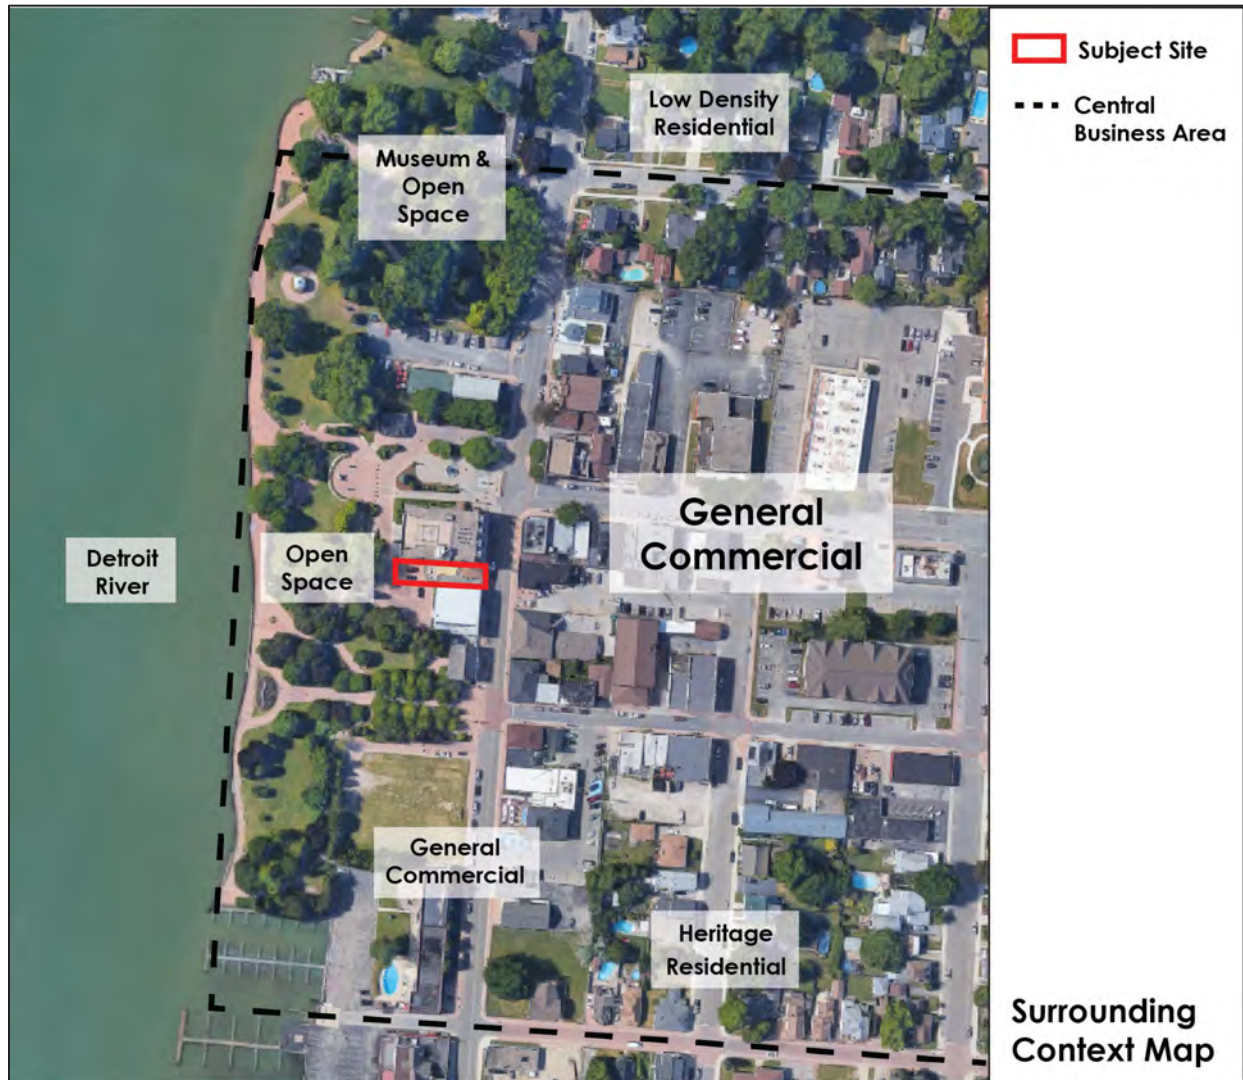 Low Density
Residential
Museum &
Open
Space
General
Commercial
Detroit
River
Open
Space
General
Commercial
Heritage
Residential
Subject Site
Central
Business Area
Surrounding
Context Map